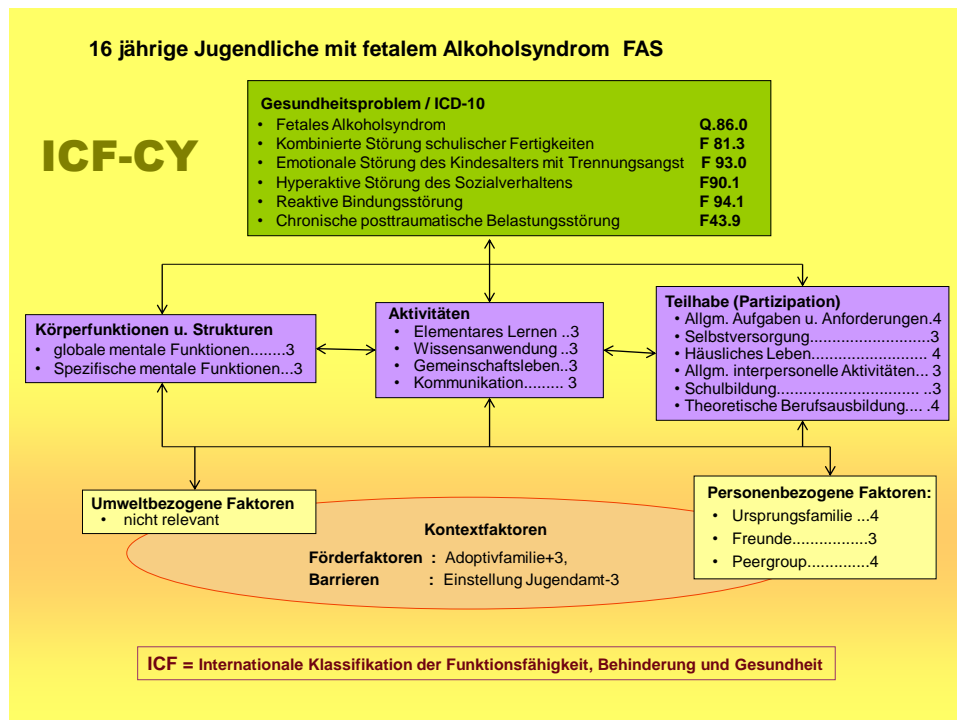 16 jährige Jugendliche mit fetalem Alkoholsyndrom FAS
ICF-CY
Gesundheitsproblem / ICD-10
• Fetales Alkoholsyndrom Q.86.0
• Kombinierte Störung schulischer Fertigkeiten F 81.3
• Emotionale Störung des Kindesalters mit Trennungsangst F 93.0
• Hyperaktive Störung des Sozialverhaltens F90.1
• Reaktive Bindungsstörung F 94.1
• Chronische posttraumatische Belastungsstörung F43.9
Körperfunktionen u. Strukturen
• globale mentale Funktionen........3
• Spezifische mentale Funktionen...3
Aktivitäten
• Elementares Lernen ..3
• Wissensanwendung ..3
• Gemeinschaftsleben..3
• Kommunikation......... 3
Teilhabe (Partizipation)
• Allgm. Aufgaben u. Anforderungen.4
• Selbstversorgung.........................3
• Häusliches Leben......................... 4
• Allgm. interpersonelle Aktivitäten... 3
• Schulbildung................................ ..3
• Theoretische Berufsausbildung.... .4
Umweltbezogene Faktoren
• nicht relevant
Kontextfaktoren
Förderfaktoren : Adoptivfamilie+3,
Barrieren : Einstellung Jugendamt-3
Personenbezogene Faktoren:
• Ursprungsfamilie ...4
• Freunde.................3
• Peergroup..............4
ICF = Internationale Klassifikation der Funktionsfähigkeit, Behinderung und Gesundheit